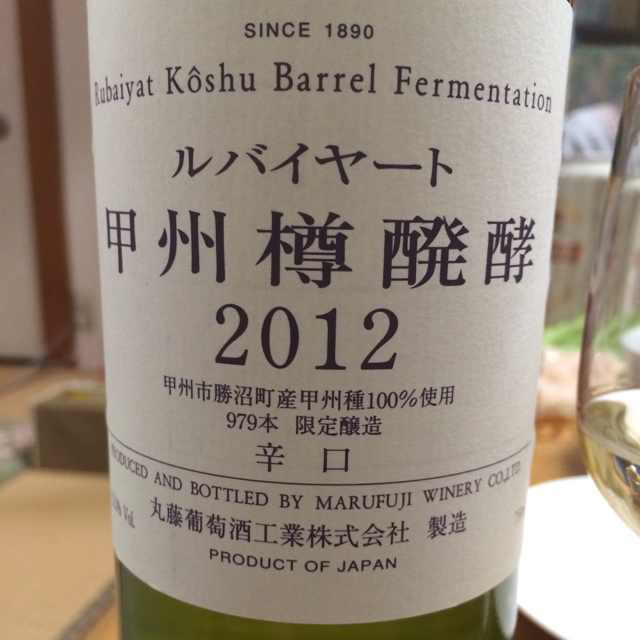 SINCE 1890
Rubaiyat Kôshu Barrel Fermentation
ルバイヤート
甲州樽醗酵
2012
甲州市勝沼町産甲州種100%使用
979本 限定醸造
辛口
PRODUCED AND BOTTLED BY MARUFUJI WINERY CO.,LTD.
Vol.
丸藤葡萄酒工業株式会社 製造
PRODUCT OF JAPAN